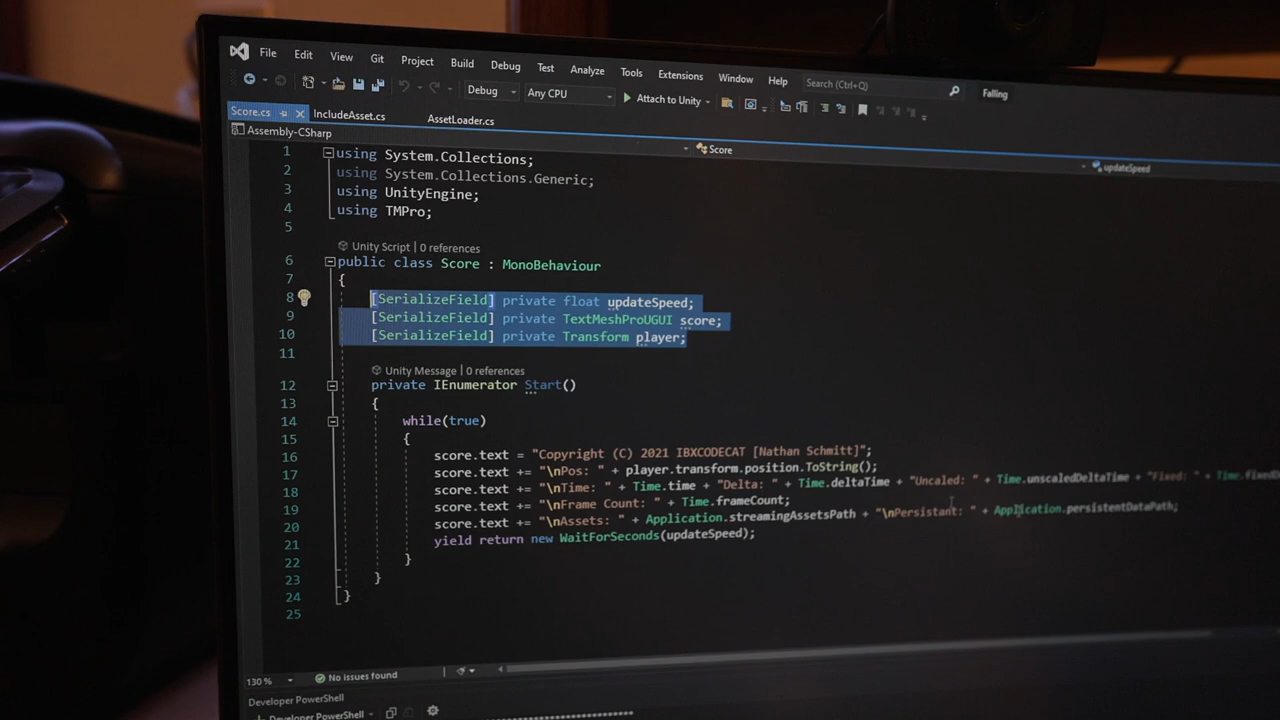 File Edit View Git Project Build Debug Test Analyze Tools Extensions Window Help Search (Ctrl+Q) Falling
Debug Any CPU Attach to Unity
Score.cs IncludeAsset.cs AssetLoader.cs
Assembly-CSharp Score updateSpeed
1 using System.Collections;
2 using System.Collections.Generic;
3 using UnityEngine;
4 using TMPro;
5
Unity Script | 0 references
6 public class Score : MonoBehaviour
7 {
8 [SerializeField] private float updateSpeed;
9 [SerializeField] private TextMeshProUGUI score;
10 [SerializeField] private Transform player;
11
Unity Message | 0 references
12 private IEnumerator Start()
13 {
14 while(true)
15 {
16 score.text = "Copyright (C) 2021 IBXCODECAT [Nathan Schmitt]";
17 score.text += "\nPos: " + player.transform.position.ToString();
18 score.text += "\nTime: " + Time.time + "Delta: " + Time.deltaTime + "Uncaled: " + Time.unscaledDeltaTime + "Fixed: " + Time.fixedD
19 score.text += "\nFrame Count: " + Time.frameCount;
20 score.text += "\nAssets: " + Application.streamingAssetsPath + "\nPersistant: " + Application.persistentDataPath;
21 yield return new WaitForSeconds(updateSpeed);
22 }
23 }
24 }
25
130 % No issues found
Developer PowerShell
Developer PowerShell